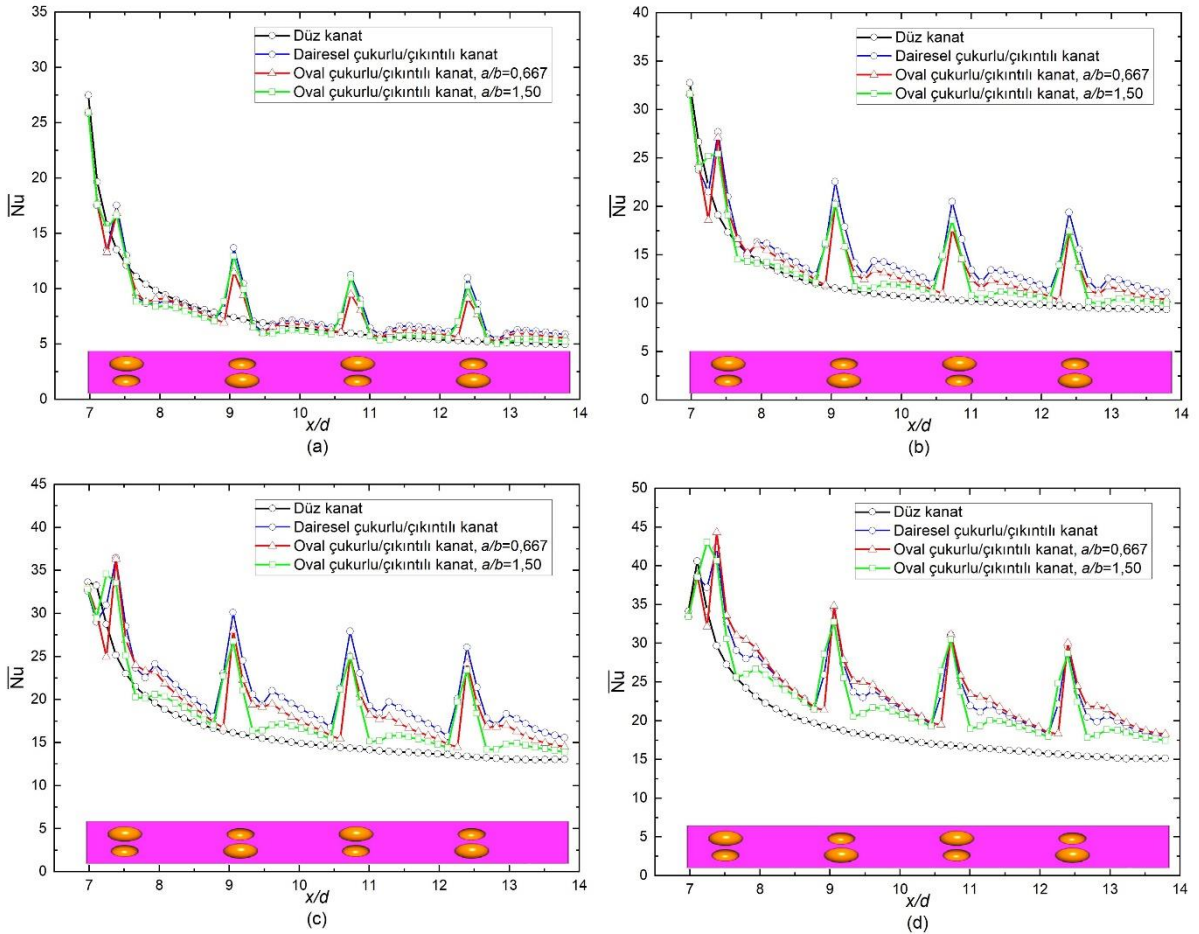 35
30
25
20
15
10
5
0
Nu
Düz kanat
Dairesel çukurlu/çıkıntılı kanat
Oval çukurlu/çıkıntılı kanat, a/b=0,667
Oval çukurlu/çıkıntılı kanat, a/b=1,50
7 8 9 10 11 12 13 14
x/d
(a)
40
35
30
25
20
15
10
5
0
Nu
Düz kanat
Dairesel çukurlu/çıkıntılı kanat
Oval çukurlu/çıkıntılı kanat, a/b=0,667
Oval çukurlu/çıkıntılı kanat, a/b=1,50
7 8 9 10 11 12 13 14
x/d
(b)
45
40
35
30
25
20
15
10
5
0
Nu
Düz kanat
Dairesel çukurlu/çıkıntılı kanat
Oval çukurlu/çıkıntılı kanat, a/b=0,667
Oval çukurlu/çıkıntılı kanat, a/b=1,50
7 8 9 10 11 12 13 14
x/d
(c)
50
45
40
35
30
25
20
15
10
5
0
Nu
Düz kanat
Dairesel çukurlu/çıkıntılı kanat
Oval çukurlu/çıkıntılı kanat, a/b=0,667
Oval çukurlu/çıkıntılı kanat, a/b=1,50
7 8 9 10 11 12 13 14
x/d
(d)